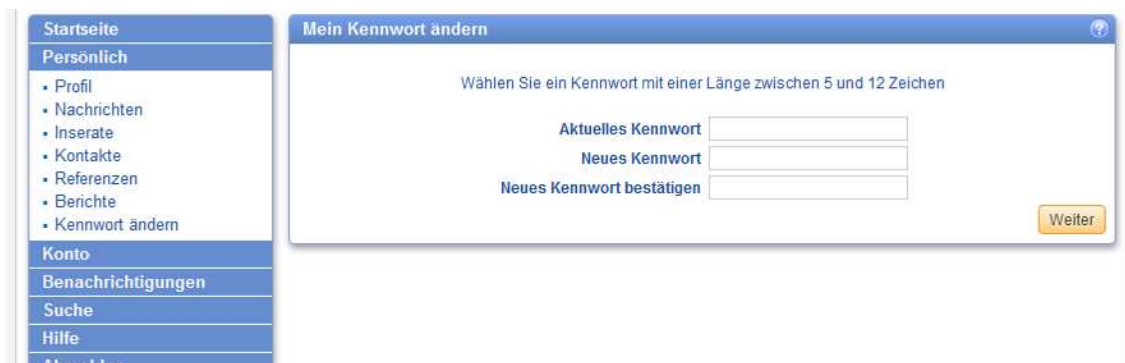 Startseite
Persönlich
Profil
Nachrichten
Inserate
Kontakte
Referenzen
Berichte
Kennwort ändern
Konto
Benachrichtigungen
Suche
Hilfe
Mein Kennwort ändern
?
Wählen Sie ein Kennwort mit einer Länge zwischen 5 und 12 Zeichen
Aktuelles Kennwort
Neues Kennwort
Neues Kennwort bestätigen
Weiter